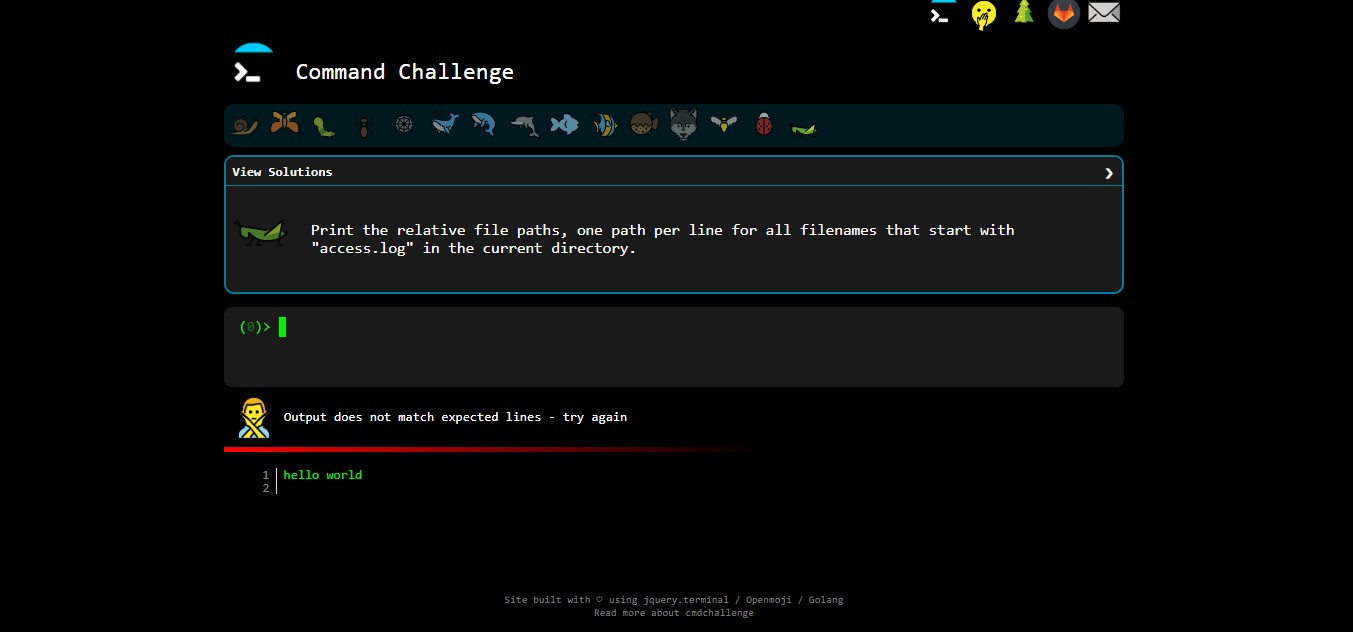 Command Challenge
View Solutions
Print the relative file paths, one path per line for all filenames that start with
"access.log" in the current directory.
(0)>
Output does not match expected lines - try again
1 hello world
2
Site built with ♡ using jquery.terminal / Openmoji / Golang
Read more about cmdchallenge